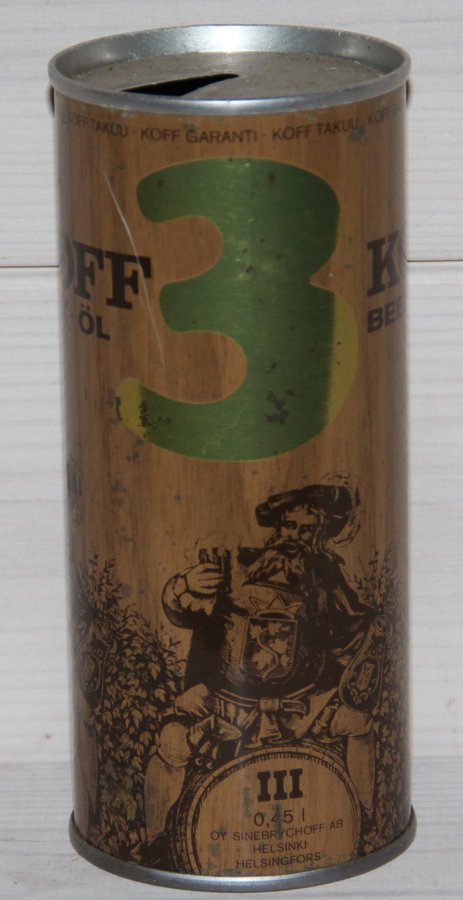 KOFF TAKUU · KOFF GARANTI · KOFF TAKUU · KOFF
3
OFF
ÖL
BEE
III
0,45 l
OY SINEBRYCHOFF AB
HELSINKI
HELSINGFORS